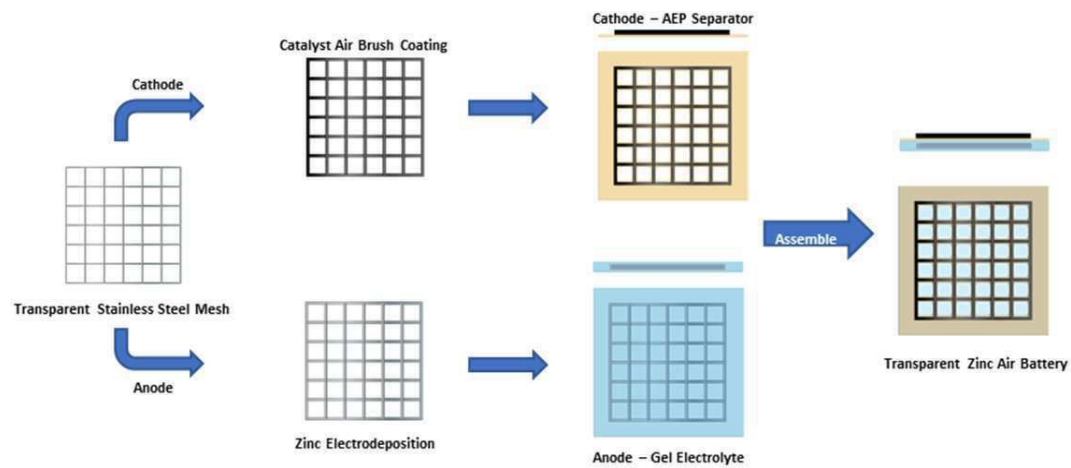 Cathode – AEP Separator
Catalyst Air Brush Coating
Cathode
Assemble
Transparent Stainless Steel Mesh
Anode
Zinc Electrodeposition
Anode – Gel Electrolyte
Transparent Zinc Air Battery